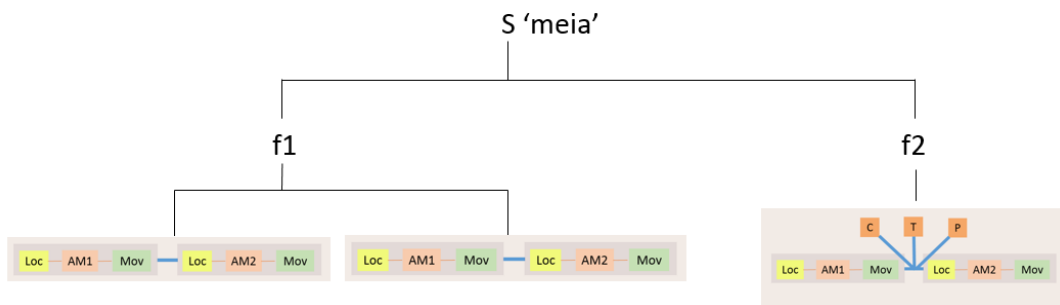 S ‘meia’
f1 f2
C T P
Loc AM1 Mov Loc AM2 Mov Loc AM1 Mov Loc AM2 Mov Loc AM1 Mov Loc AM2 Mov